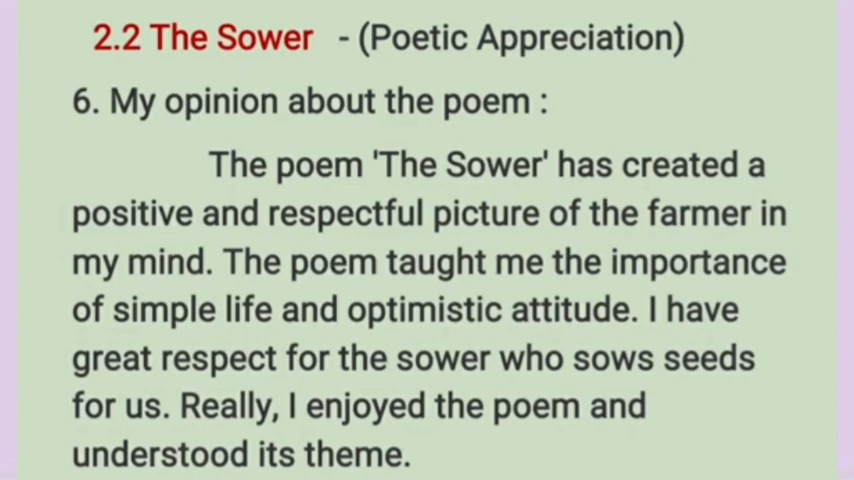 2.2 The Sower - (Poetic Appreciation)
6. My opinion about the poem :
The poem 'The Sower' has created a
positive and respectful picture of the farmer in
my mind. The poem taught me the importance
of simple life and optimistic attitude. I have
great respect for the sower who sows seeds
for us. Really, I enjoyed the poem and
understood its theme.